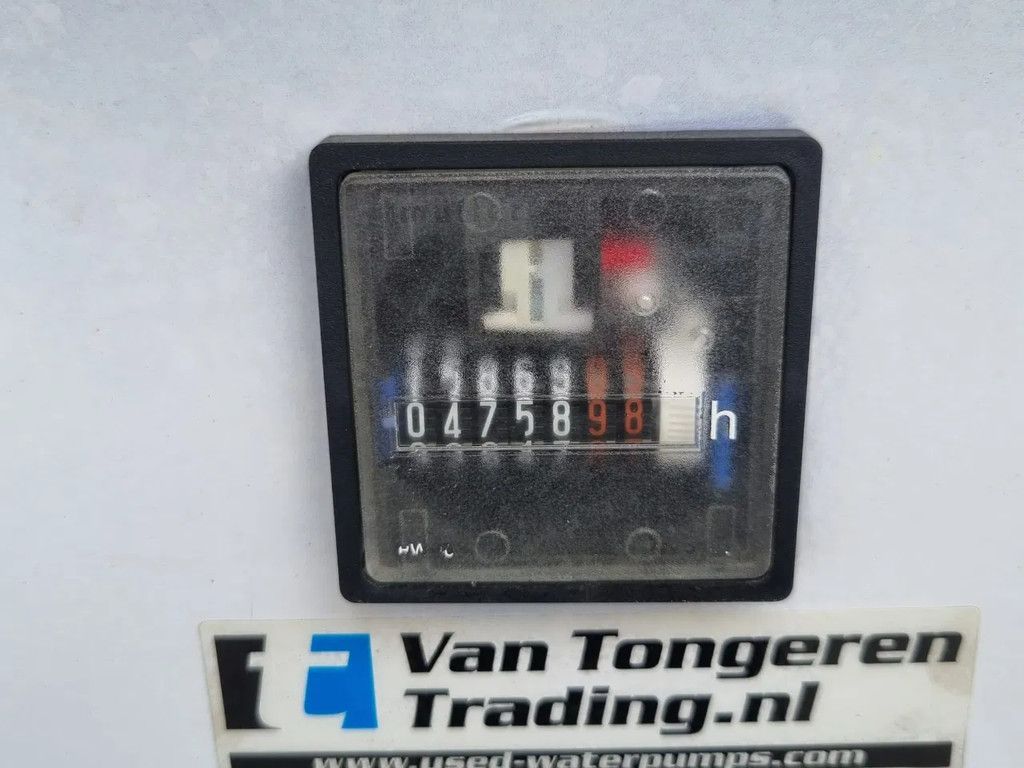 0475898 h
Van Tongeren
Trading.nl
www.used-waterpumps.com